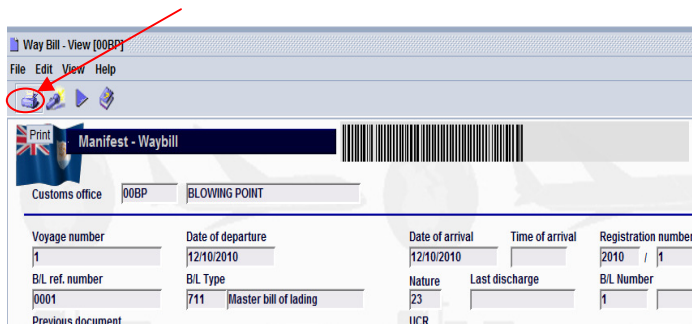 Way Bill - View [00BP]
File Edit View Help
Print
Manifest - Waybill
Customs office 00BP BLOWING POINT
Voyage number Date of departure Date of arrival Time of arrival Registration number
1 12/10/2010 12/10/2010 2010 / 1
B/L ref. number B/L Type Nature Last discharge B/L Number
0001 711 Master bill of lading 23 1
Previous document UCR